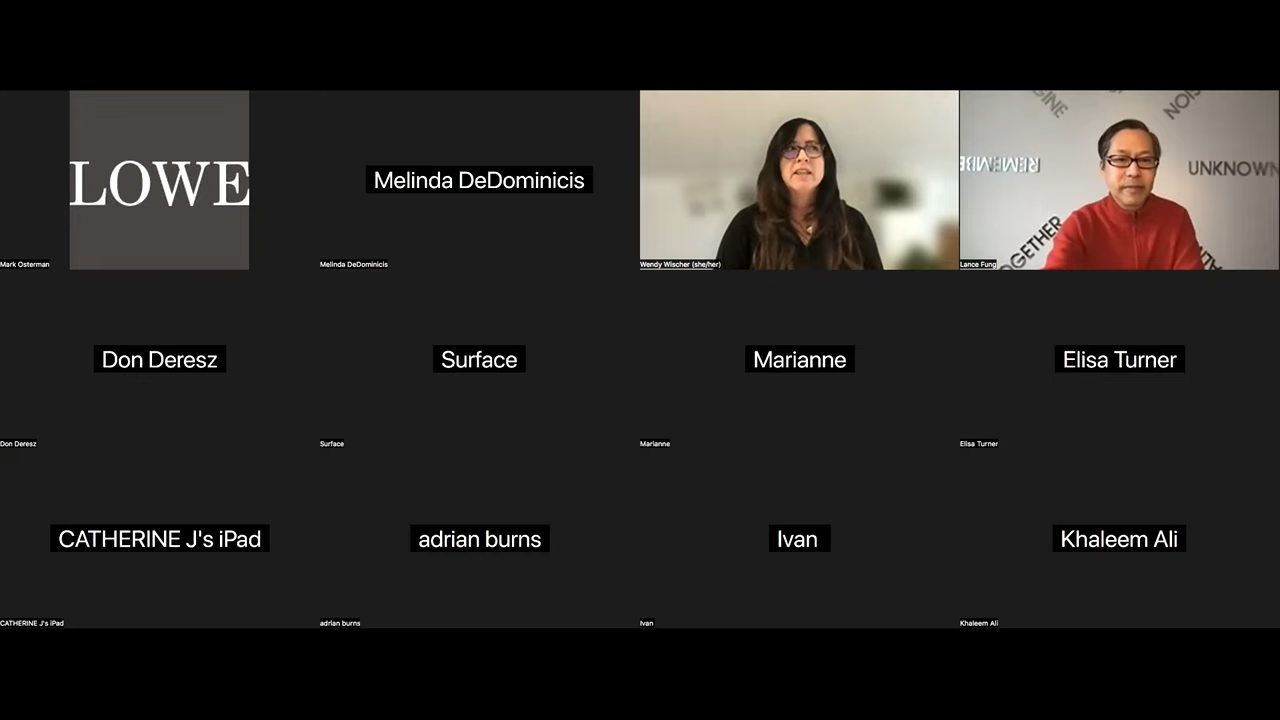 LOWE
Mark Osterman
Melinda DeDominicis
Melinda DeDominicis
Wendy Wischer (she/her)
REMEMBE
UNKNOWN
OGETHER
Lance Fung
Don Deresz
Don Deresz
Surface
Surface
Marianne
Marianne
Elisa Turner
Elisa Turner
CATHERINE J's iPad
CATHERINE J's iPad
adrian burns
adrian burns
Ivan
Ivan
Khaleem Ali
Khaleem Ali